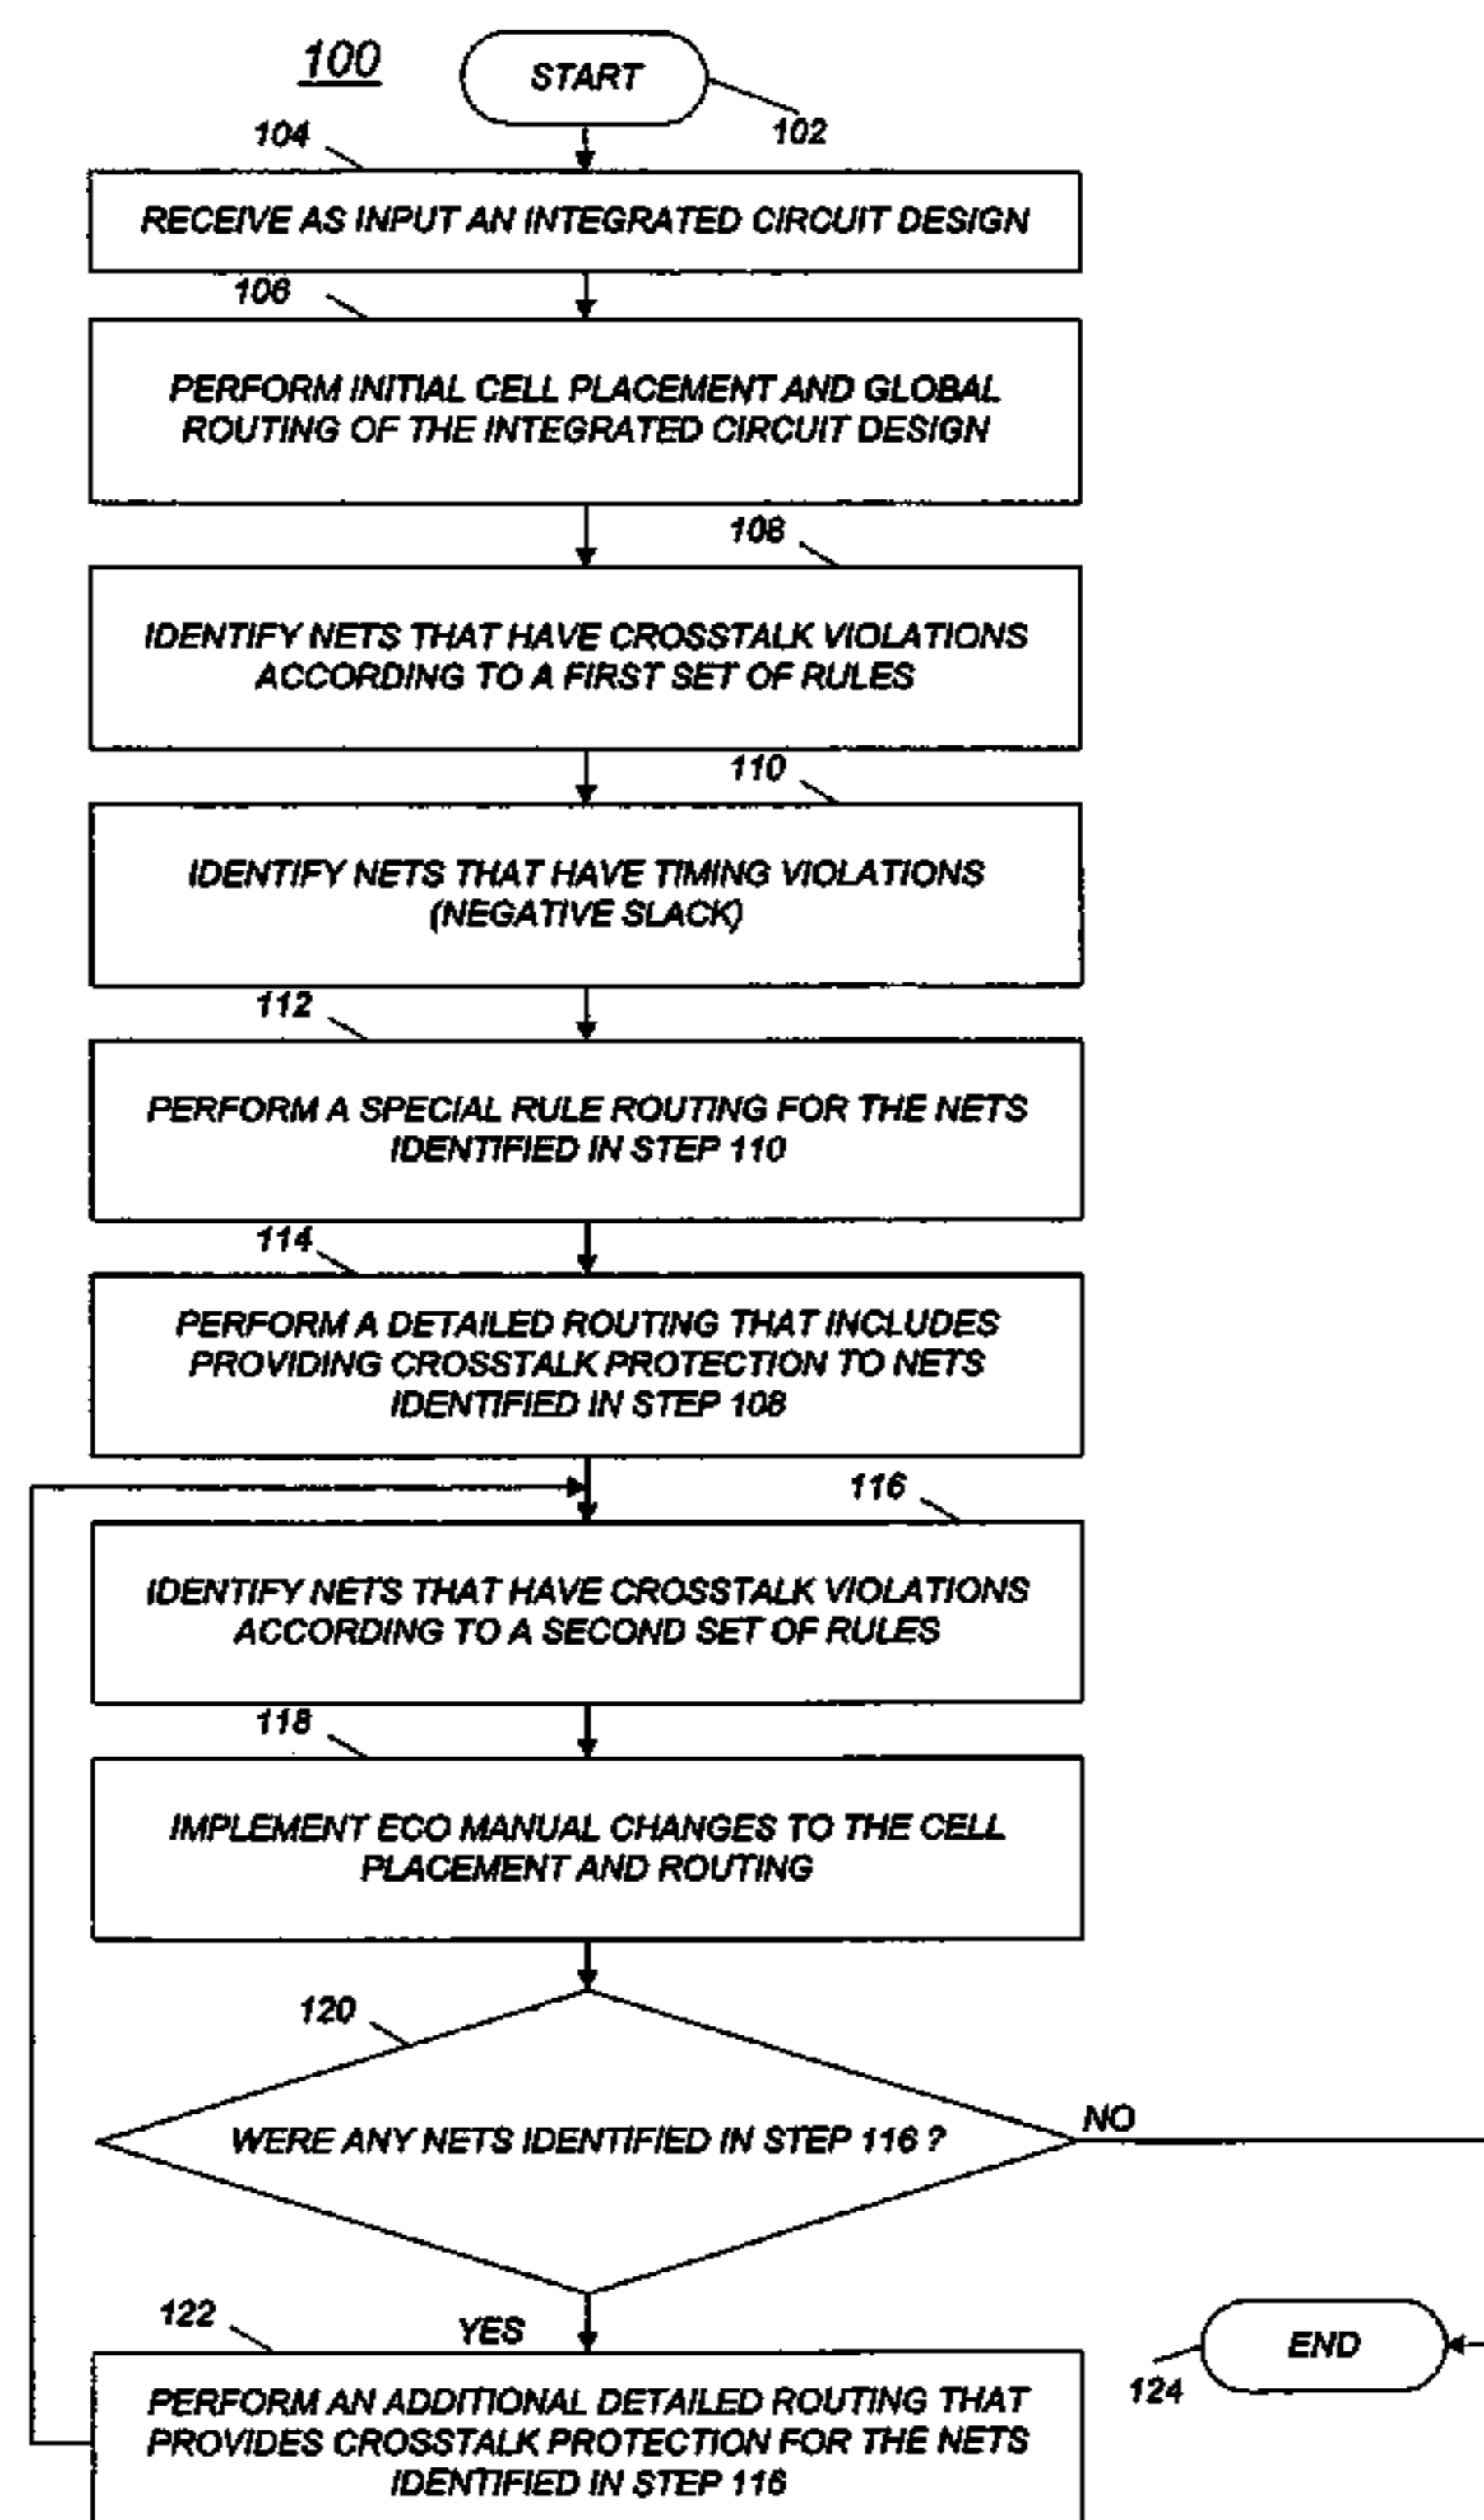 100
START
102
104
RECEIVE AS INPUT AN INTEGRATED CIRCUIT DESIGN
106
PERFORM INITIAL CELL PLACEMENT AND GLOBAL
ROUTING OF THE INTEGRATED CIRCUIT DESIGN
108
IDENTIFY NETS THAT HAVE CROSSTALK VIOLATIONS
ACCORDING TO A FIRST SET OF RULES
110
IDENTIFY NETS THAT HAVE TIMING VIOLATIONS
(NEGATIVE SLACK)
112
PERFORM A SPECIAL RULE ROUTING FOR THE NETS
IDENTIFIED IN STEP 110
114
PERFORM A DETAILED ROUTING THAT INCLUDES
PROVIDING CROSSTALK PROTECTION TO NETS
IDENTIFIED IN STEP 108
116
IDENTIFY NETS THAT HAVE CROSSTALK VIOLATIONS
ACCORDING TO A SECOND SET OF RULES
118
IMPLEMENT ECO MANUAL CHANGES TO THE CELL
PLACEMENT AND ROUTING
120
WERE ANY NETS IDENTIFIED IN STEP 116 ?
NO
YES
122
PERFORM AN ADDITIONAL DETAILED ROUTING THAT
PROVIDES CROSSTALK PROTECTION FOR THE NETS
IDENTIFIED IN STEP 116
END
124